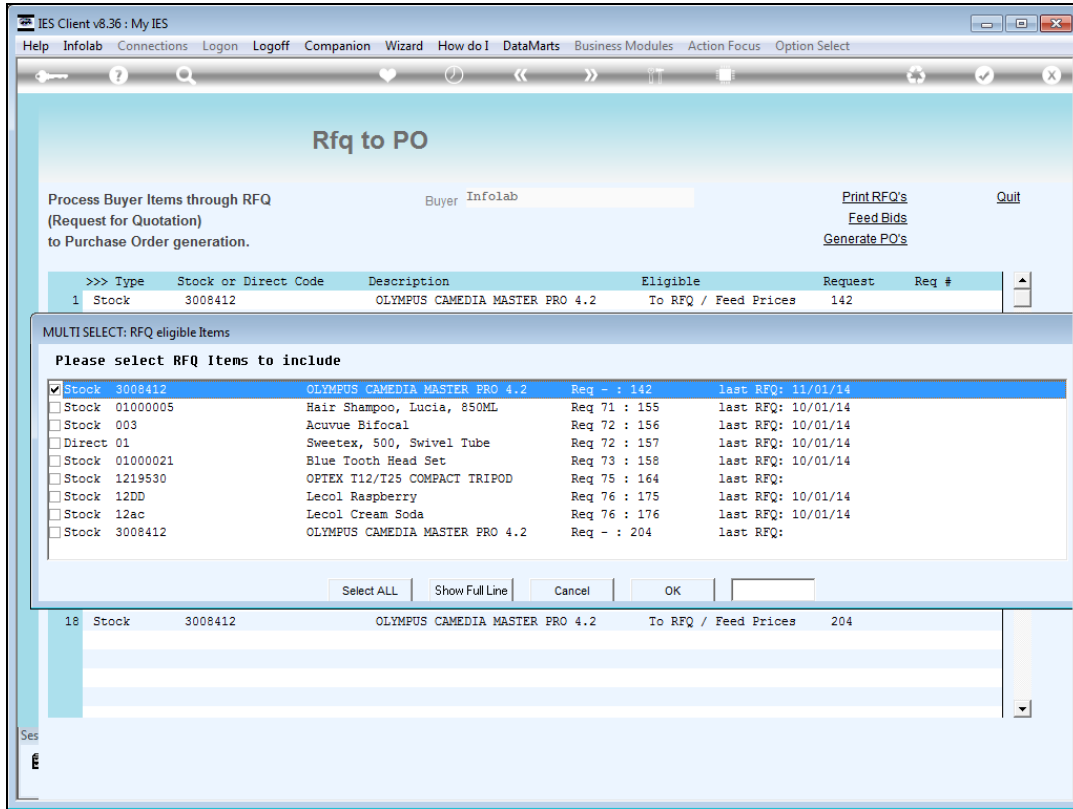 IES Client v8.36 : My IES
Help Infolab Connections Logon Logoff Companion Wizard How do I DataMarts Business Modules Action Focus Option Select
Rfq to PO
Process Buyer Items through RFQ
(Request for Quotation)
to Purchase Order generation.
Buyer Infolab
Print RFQ's
Feed Bids
Generate PO's
Quit
>>> Type Stock or Direct Code Description Eligible Request Req #
1 Stock 3008412 OLYMPUS CAMEDIA MASTER PRO 4.2 To RFQ / Feed Prices 142
MULTI SELECT: RFQ eligible Items
Please select RFQ Items to include
Stock 3008412 OLYMPUS CAMEDIA MASTER PRO 4.2 Req - : 142 last RFQ: 11/01/14
Stock 01000005 Hair Shampoo, Lucia, 850ML Req 71 : 155 last RFQ: 10/01/14
Stock 003 Acuvue Bifocal Req 72 : 156 last RFQ: 10/01/14
Direct 01 Sweetex, 500, Swivel Tube Req 72 : 157 last RFQ: 10/01/14
Stock 01000021 Blue Tooth Head Set Req 73 : 158 last RFQ: 10/01/14
Stock 1219530 OPTEX T12/T25 COMPACT TRIPOD Req 75 : 164 last RFQ:
Stock 12DD Lecol Raspberry Req 76 : 175 last RFQ: 10/01/14
Stock 12ac Lecol Cream Soda Req 76 : 176 last RFQ: 10/01/14
Stock 3008412 OLYMPUS CAMEDIA MASTER PRO 4.2 Req - : 204 last RFQ:
Select ALL Show Full Line Cancel OK
18 Stock 3008412 OLYMPUS CAMEDIA MASTER PRO 4.2 To RFQ / Feed Prices 204
Ses